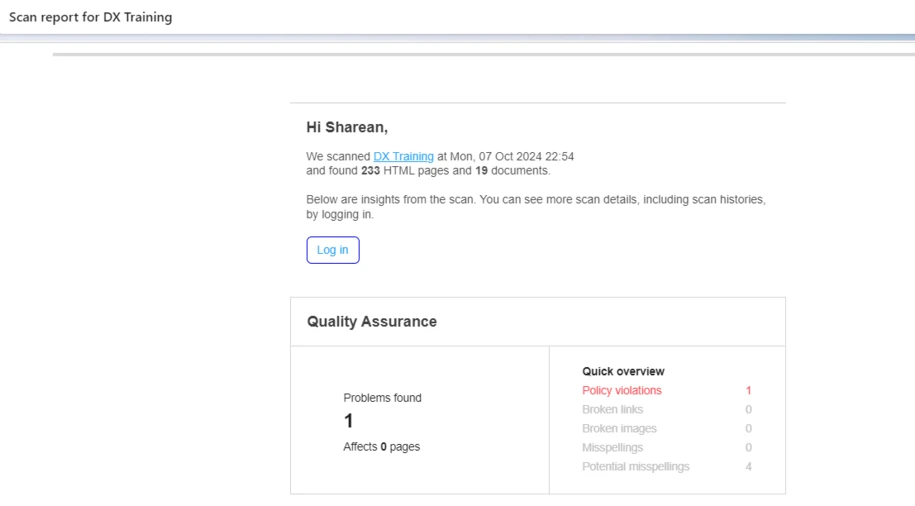 Scan report for DX Training
Hi Sharean,
We scanned DX Training at Mon, 07 Oct 2024 22:54
and found 233 HTML pages and 19 documents.
Below are insights from the scan. You can see more scan details, including scan histories,
by logging in.
Log in
Quality Assurance
Problems found
1
Affects 0 pages
Quick overview
Policy violations 1
Broken links 0
Broken images 0
Misspellings 0
Potential misspellings 4